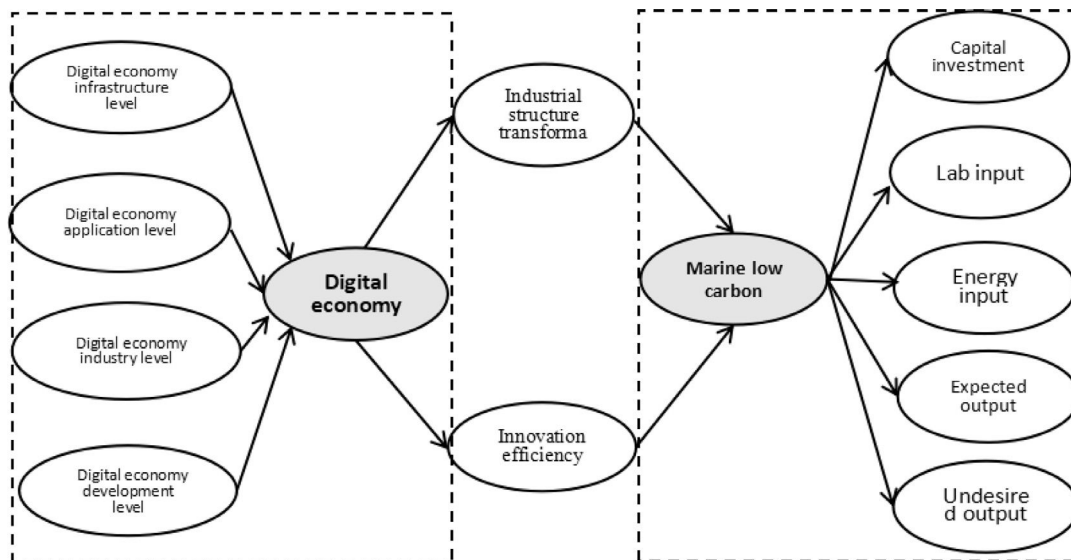 Digital economy
infrastructure
level
Digital economy
application level
Digital economy
industry level
Digital economy
development
level
Digital
economy
Industrial
structure
transforma
Innovation
efficiency
Marine low
carbon
Capital
investment
Lab input
Energy
input
Expected
output
Undesire
d output